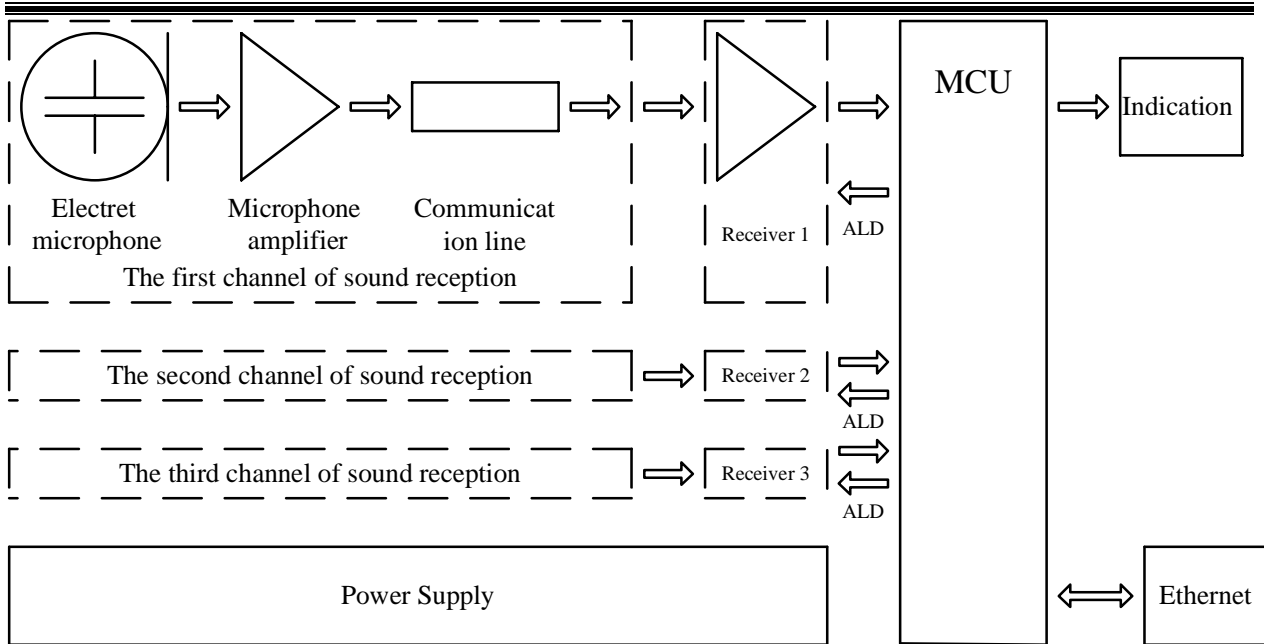 MCU
Indication
Electret
microphone
Microphone
amplifier
Communicat
ion line
Receiver 1
ALD
The first channel of sound reception
The second channel of sound reception
Receiver 2
ALD
The third channel of sound reception
Receiver 3
ALD
Power Supply
Ethernet